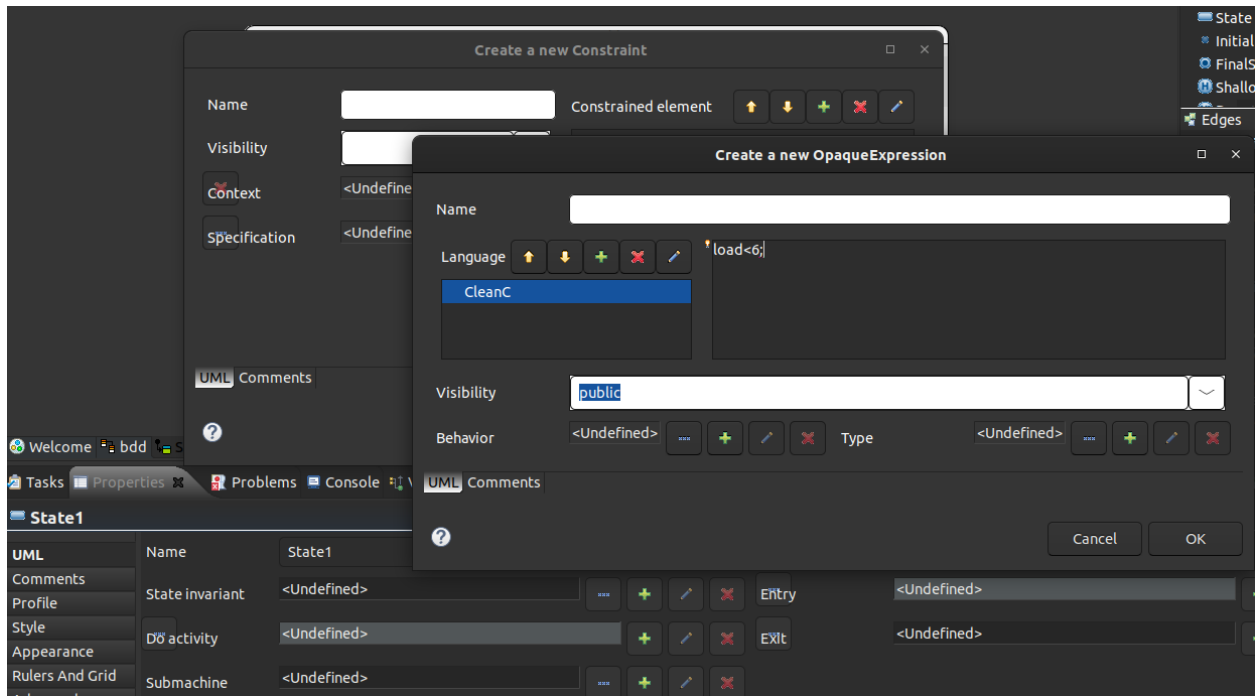 State
Initial
FinalS
Shallo
Edges
Create a new Constraint
Name
Constrained element
Visibility
Context
<Undefine
Specification
<Undefine
UML Comments
Create a new OpaqueExpression
Name
Language
load<6;
CleanC
Visibility
public
Behavior
<Undefined>
Type
<Undefined>
UML Comments
Cancel
OK
Welcome
bdd
S
Tasks
Properties
Problems
Console
State1
UML
Comments
Profile
Style
Appearance
Rulers And Grid
Name
State1
State invariant
<Undefined>
Entry
<Undefined>
Do activity
<Undefined>
Exit
<Undefined>
Submachine
<Undefined>